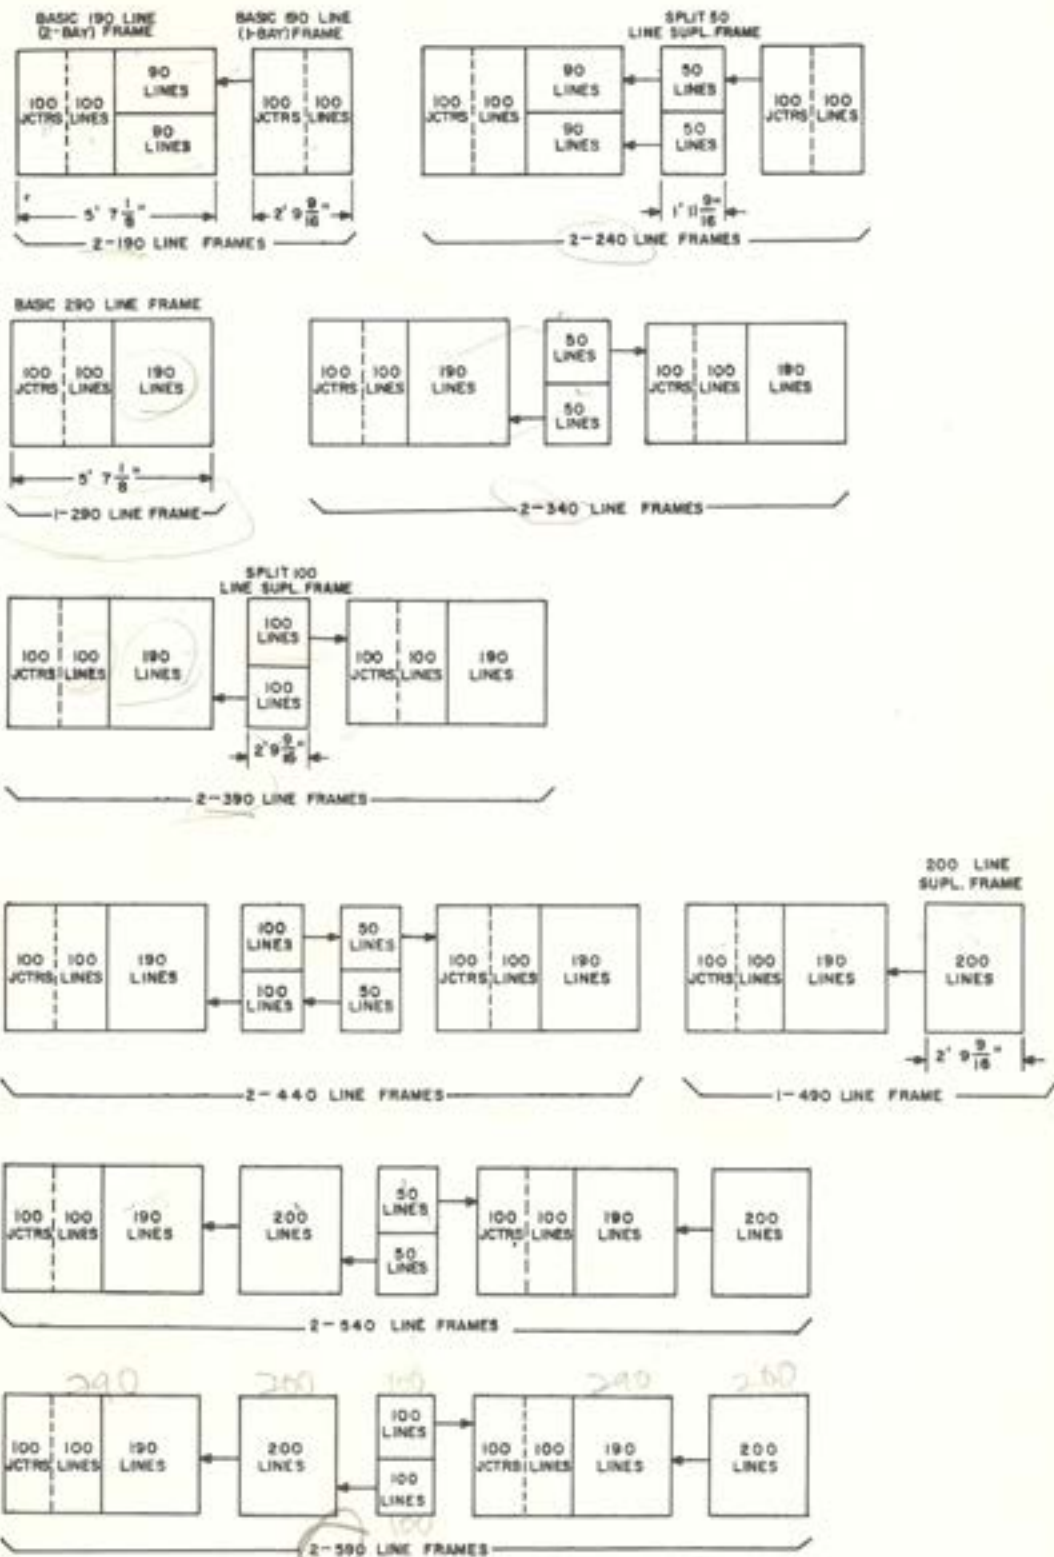 BASIC 190 LINE
(2-BAY) FRAME
BASIC 190 LINE
(1-BAY) FRAME
100
JCTRS
100
LINES
90
LINES
90
LINES
100
JCTRS
100
LINES
5' 7 1/8"
2' 9 9/16"
2-190 LINE FRAMES
SPLIT 50
LINE SUPL. FRAME
100
JCTRS
100
LINES
90
LINES
90
LINES
50
LINES
50
LINES
100
JCTRS
100
LINES
1' 11 9/16"
2-240 LINE FRAMES
BASIC 290 LINE FRAME
100
JCTRS
100
LINES
190
LINES
5' 7 1/8"
1-290 LINE FRAME
100
JCTRS
100
LINES
190
LINES
50
LINES
50
LINES
100
JCTRS
100
LINES
190
LINES
2-340 LINE FRAMES
SPLIT 100
LINE SUPL. FRAME
100
JCTRS
100
LINES
190
LINES
100
LINES
100
LINES
100
JCTRS
100
LINES
190
LINES
2' 9 9/16"
2-390 LINE FRAMES
100
JCTRS
100
LINES
190
LINES
100
LINES
100
LINES
50
LINES
50
LINES
100
JCTRS
100
LINES
190
LINES
2-440 LINE FRAMES
200 LINE
SUPL. FRAME
100
JCTRS
100
LINES
190
LINES
200
LINES
2' 9 9/16"
1-490 LINE FRAME
100
JCTRS
100
LINES
190
LINES
200
LINES
50
LINES
50
LINES
100
JCTRS
100
LINES
190
LINES
200
LINES
2-540 LINE FRAMES
290 200 100 290 200
100
JCTRS
100
LINES
190
LINES
200
LINES
100
LINES
100
LINES
100
JCTRS
100
LINES
190
LINES
200
LINES
100
2-590 LINE FRAMES